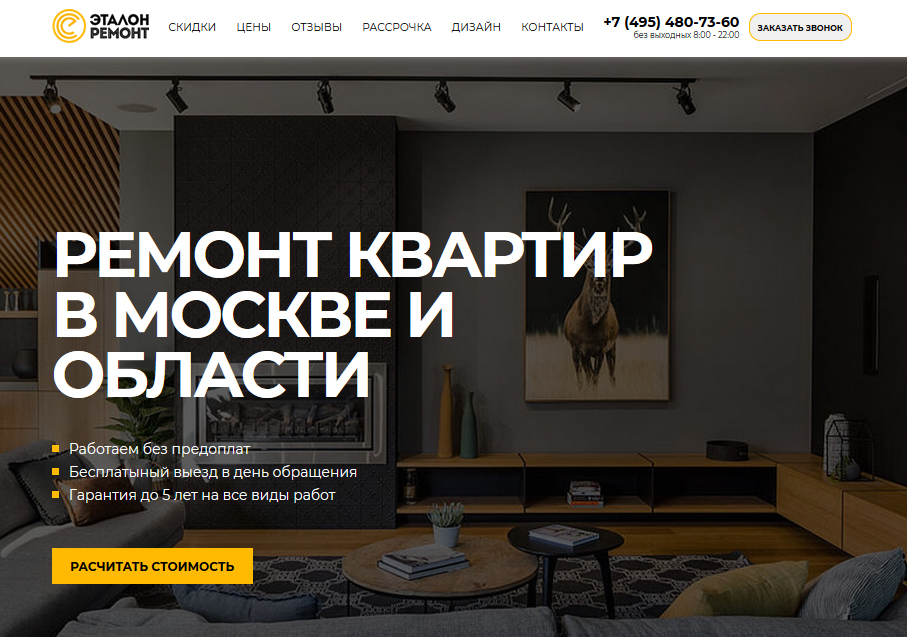 ЭТАЛОН
РЕМОНТ
СКИДКИ ЦЕНЫ ОТЗЫВЫ РАССРОЧКА ДИЗАЙН КОНТАКТЫ
+7 (495) 480-73-60
без выходных 8:00 - 22:00
ЗАКАЗАТЬ ЗВОНОК
РЕМОНТ КВАРТИР
В МОСКВЕ И
ОБЛАСТИ
Работаем без предоплат
Бесплатыный выезд в день обращения
Гарантия до 5 лет на все виды работ
РАСЧИТАТЬ СТОИМОСТЬ